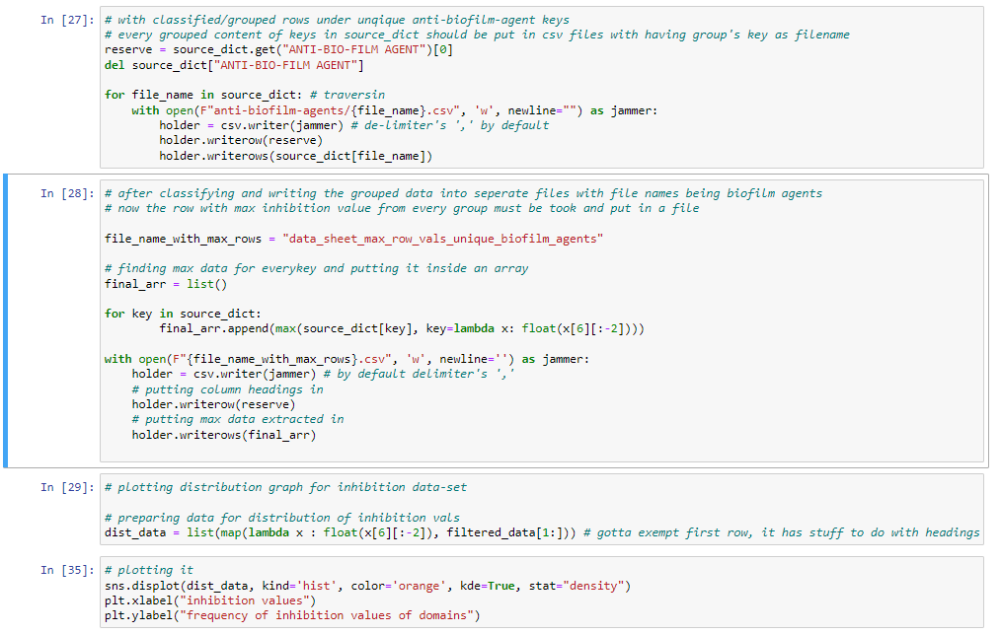 In [27]:
# with classified/grouped rows under unqique anti-biofilm-agent keys
# every grouped content of keys in source_dict should be put in csv files with having group's key as filename
reserve = source_dict.get("ANTI-BIO-FILM AGENT")[0]
del source_dict["ANTI-BIO-FILM AGENT"]
for file_name in source_dict: # traversin
    with open(F"anti-biofilm-agents/{file_name}.csv", 'w', newline="") as jammer:
        holder = csv.writer(jammer) # de-limiter's ',' by default
        holder.writerow(reserve)
        holder.writerows(source_dict[file_name])
In [28]:
# after classifying and writing the grouped data into seperate files with file names being biofilm agents
# now the row with max inhibition value from every group must be took and put in a file
file_name_with_max_rows = "data_sheet_max_row_vals_unique_biofilm_agents"
# finding max data for everykey and putting it inside an array
final_arr = list()
for key in source_dict:
        final_arr.append(max(source_dict[key], key=lambda x: float(x[6][:-2])))
with open(F"{file_name_with_max_rows}.csv", 'w', newline='') as jammer:
    holder = csv.writer(jammer) # by default delimiter's ','
    # putting column headings in
    holder.writerow(reserve)
    # putting max data extracted in
    holder.writerows(final_arr)
In [29]:
# plotting distribution graph for inhibition data-set
# preparing data for distribution of inhibition vals
dist_data = list(map(lambda x : float(x[6][:-2]), filtered_data[1:])) # gotta exempt first row, it has stuff to do with headings
In [35]:
# plotting it
sns.displot(dist_data, kind='hist', color='orange', kde=True, stat="density")
plt.xlabel("inhibition values")
plt.ylabel("frequency of inhibition values of domains")